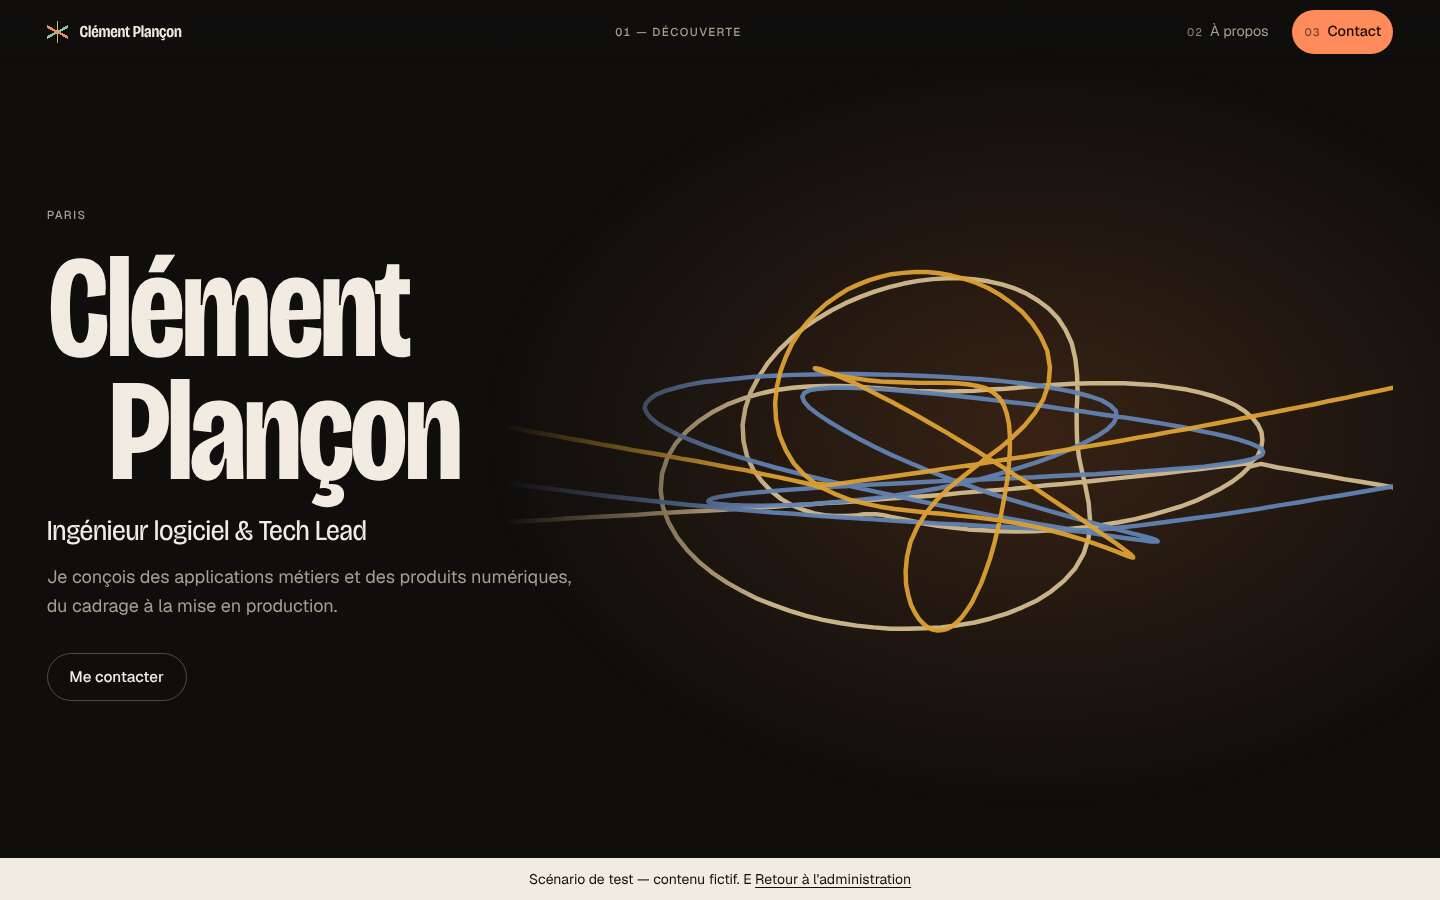 Clément Plançon
01 — DÉCOUVERTE
02 À propos
03 Contact
PARIS
Clément
Plançon
Ingénieur logiciel & Tech Lead
Je conçois des applications métiers et des produits numériques,
du cadrage à la mise en production.
Me contacter
Scénario de test — contenu fictif. E Retour à l'administration